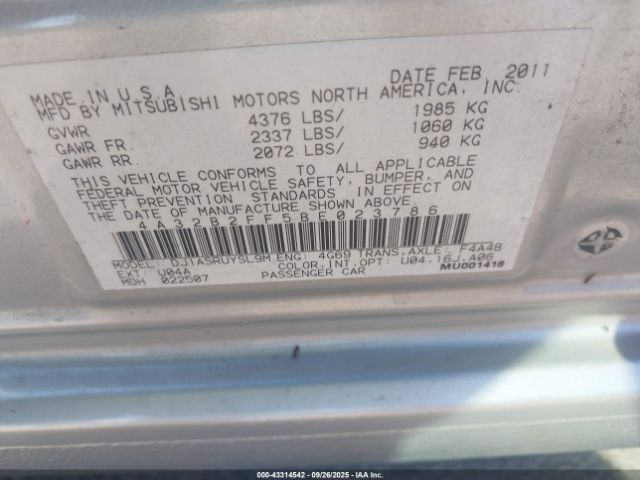 MADE IN U.S.A. DATE FEB, 2011
MFD BY MITSUBISHI MOTORS NORTH AMERICA, INC.
GVWR 4376 LBS/ 1985 KG
GAWR FR. 2337 LBS/ 1060 KG
GAWR RR. 2072 LBS/ 940 KG
THIS VEHICLE CONFORMS TO ALL APPLICABLE
FEDERAL MOTOR VEHICLE SAFETY, BUMPER, AND
THEFT PREVENTION STANDARDS IN EFFECT ON
THE DATE OF MANUFACTURE SHOWN ABOVE
4A32B2FF5BE023786
MODEL: DJ1ASRUYSL9M ENG: 4G69 TRANS.AXLE: F4A4B
EXT: U04A COLOR.INT.OPT: U04.16J.A06
MDH 022507 PASSENGER CAR MU001418
00-43314542 - 09/26/2025 - IAA Inc.